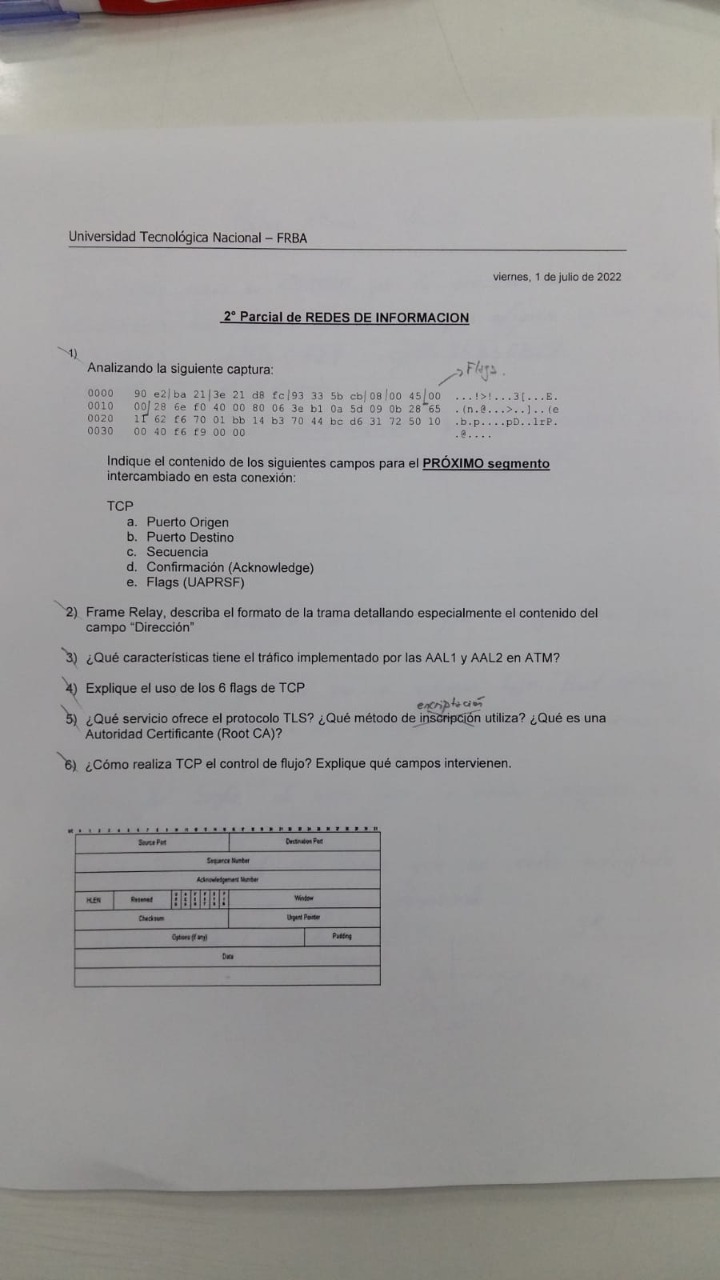 Universidad Tecnológica Nacional – FRBA
viernes, 1 de julio de 2022
2° Parcial de REDES DE INFORMACION
1)
Analizando la siguiente captura:
Flags.
0000 90 e2 ba 21 3e 21 d8 fc 93 33 5b cb 08 00 45 00 ...!>!...3[...E.
0010 00 28 6e f0 40 00 80 06 3e b1 0a 5d 09 0b 28 65 .(n.@...>..]..(e
0020 11 62 f6 70 01 bb 14 b3 70 44 bc d6 31 72 50 10 .b.p....pD..1rP.
0030 00 40 f6 f9 00 00 .@....
Indique el contenido de los siguientes campos para el PRÓXIMO segmento
intercambiado en esta conexión:
TCP
a. Puerto Origen
b. Puerto Destino
c. Secuencia
d. Confirmación (Acknowledge)
e. Flags (UAPRSF)
2) Frame Relay, describa el formato de la trama detallando especialmente el contenido del
campo “Dirección”
3) ¿Qué características tiene el tráfico implementado por las AAL1 y AAL2 en ATM?
4) Explique el uso de los 6 flags de TCP
encriptación
5) ¿Qué servicio ofrece el protocolo TLS? ¿Qué método de inscripción utiliza? ¿Qué es una
Autoridad Certificante (Root CA)?
6) ¿Cómo realiza TCP el control de flujo? Explique qué campos intervienen.
Source Port Destination Port
Sequence Number
Acknowledgement Number
HLEN Reserved Window
Checksum Urgent Pointer
Options (if any) Padding
Data